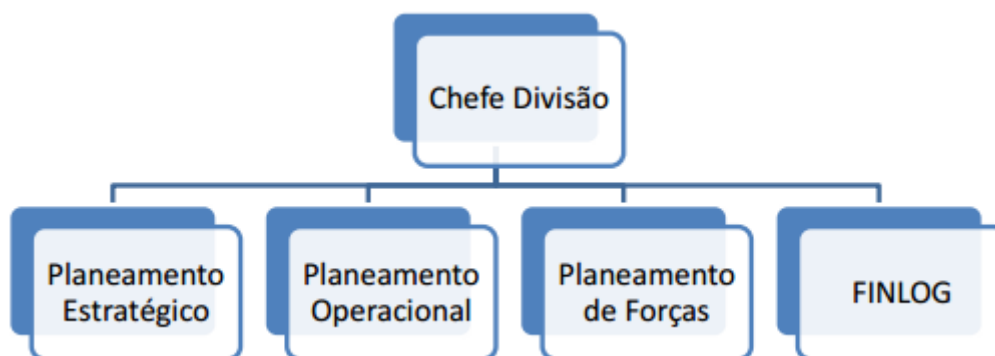 Chefe Divisão
Planeamento
Estratégico
Planeamento
Operacional
Planeamento
de Forças
FINLOG